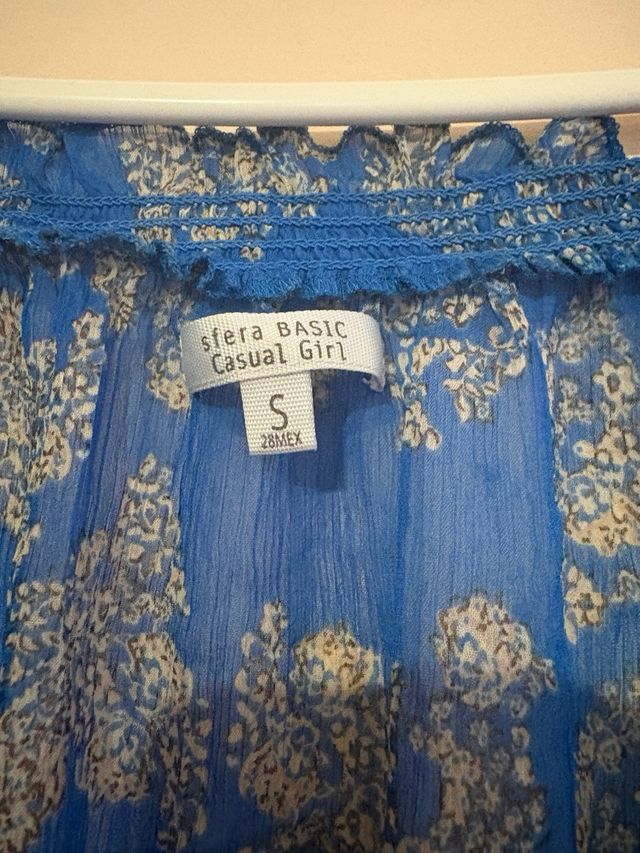 sfera BASIC
Casual Girl
S
28MEX